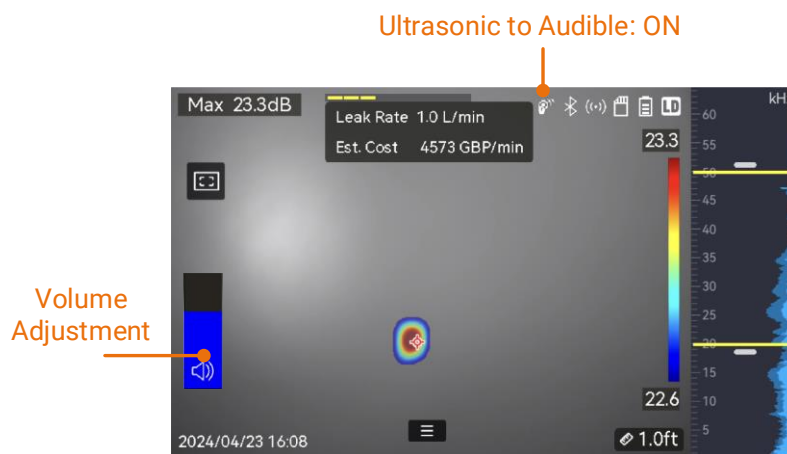 Ultrasonic to Audible: ON
Max 23.3dB
Leak Rate 1.0 L/min
Est. Cost 4573 GBP/min
LD
kH
23.3
60
55
50
45
40
35
30
25
20
15
10
5
Volume
Adjustment
22.6
2024/04/23 16:08
1.0ft